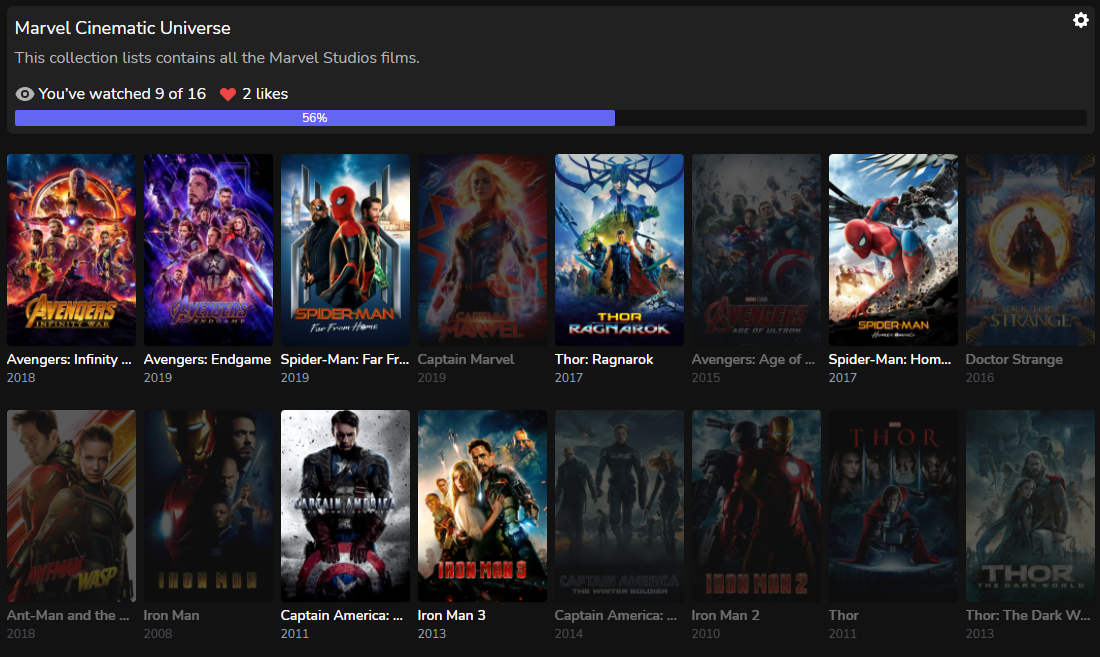 Marvel Cinematic Universe
This collection lists contains all the Marvel Studios films.
You've watched 9 of 16 2 likes
56%
AVENGERS
INFINITY WAR
AVENGERS
ENDGAME
SPIDER-MAN
Far From Home
CAPTAIN
MARVEL
THOR
RAGNAROK
AVENGERS
AGE OF ULTRON
SPIDER-MAN
HOMECOMING
DOCTOR
STRANGE
Avengers: Infinity ... Avengers: Endgame Spider-Man: Far Fr... Captain Marvel Thor: Ragnarok Avengers: Age of ... Spider-Man: Hom... Doctor Strange
2018 2019 2019 2019 2017 2015 2017 2016
ANT-MAN
WASP
IRON MAN
CAPTAIN AMERICA
IRON MAN 3
CAPTAIN AMERICA
THE WINTER SOLDIER
IRON MAN 2
MARVEL
THOR
THOR
THE DARK WORLD
Ant-Man and the ... Iron Man Captain America: ... Iron Man 3 Captain America: ... Iron Man 2 Thor Thor: The Dark W...
2018 2008 2011 2013 2014 2010 2011 2013